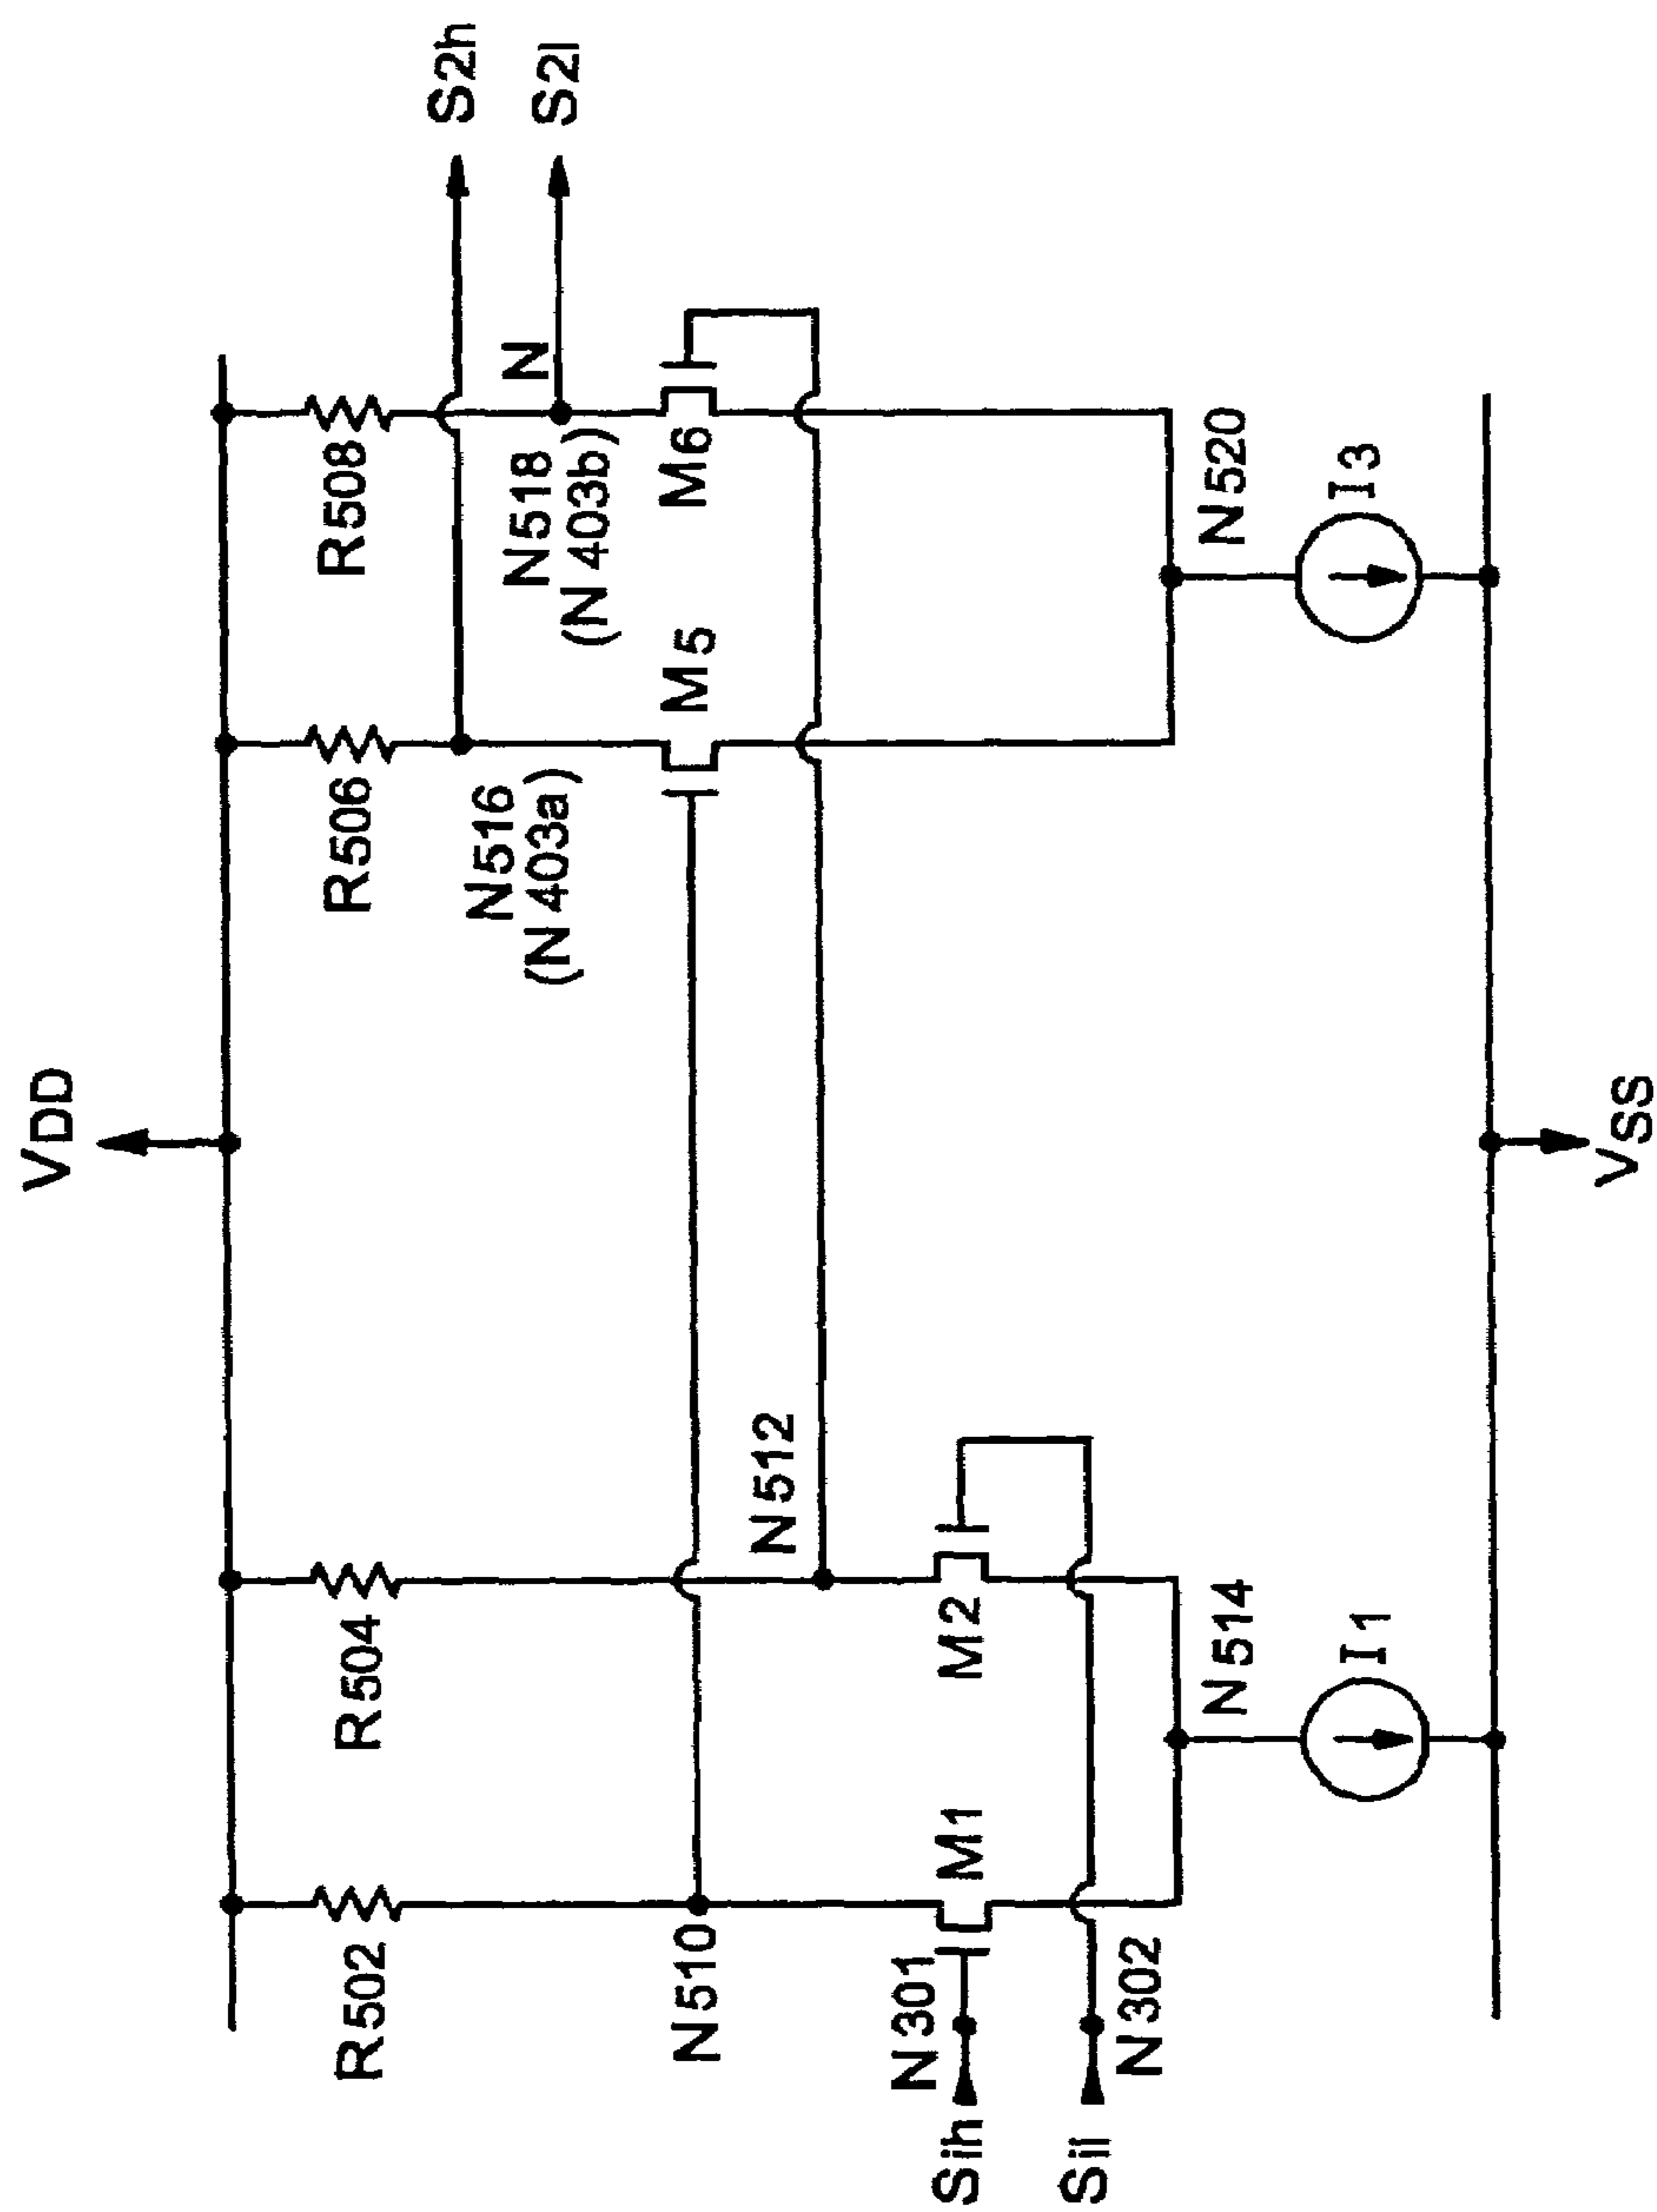 VDD
R502
R504
R506
R508
S2h
S2l
N516
(N403a)
N518
(N403b)
N
N510
N512
M5
M6
N301
Sih
M1
M2
Sil
N302
N514
N520
I1
I3
VSS